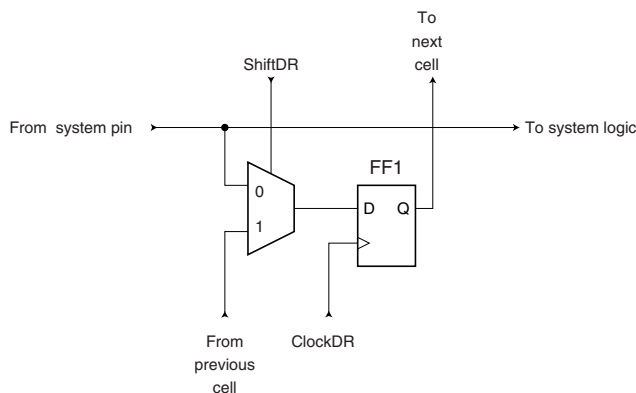 To
next
cell
ShiftDR
From system pin
To system logic
FF1
0
D Q
1
From
previous
cell
ClockDR